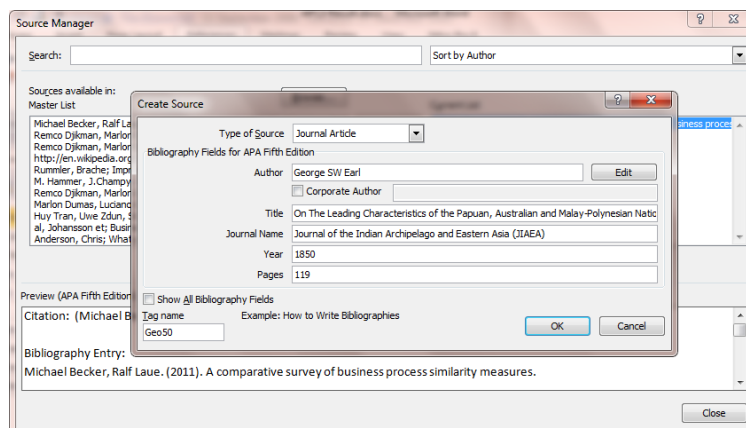 Source Manager
Search:
Sort by Author
Sources available in:
Master List
Create Source
Michael Becker, Ralf La
siness proces
Remco Djikman, Marlon
Remco Djikman, Marlon
http://en.wikipedia.org
Rummler, Brache; Impr
M. Hammer, J.Champy
Remco Djikman, Marlon
Marlon Dumas, Luciano
Huy Tran, Uwe Zdun, S
al, Johansson et; Busin
Anderson, Chris; What
Type of Source
Journal Article
Bibliography Fields for APA Fifth Edition
Author
George SW Earl
Edit
Corporate Author
Title
On The Leading Characteristics of the Papuan, Australian and Malay-Polynesian Natic
Journal Name
Journal of the Indian Archipelago and Eastern Asia (JIAEA)
Year
1850
Pages
119
Show All Bibliography Fields
Tag name
Example: How to Write Bibliographies
Geo50
OK
Cancel
Preview (APA Fifth Edition
Citation: (Michael B
Bibliography Entry:
Michael Becker, Ralf Laue. (2011). A comparative survey of business process similarity measures.
Close